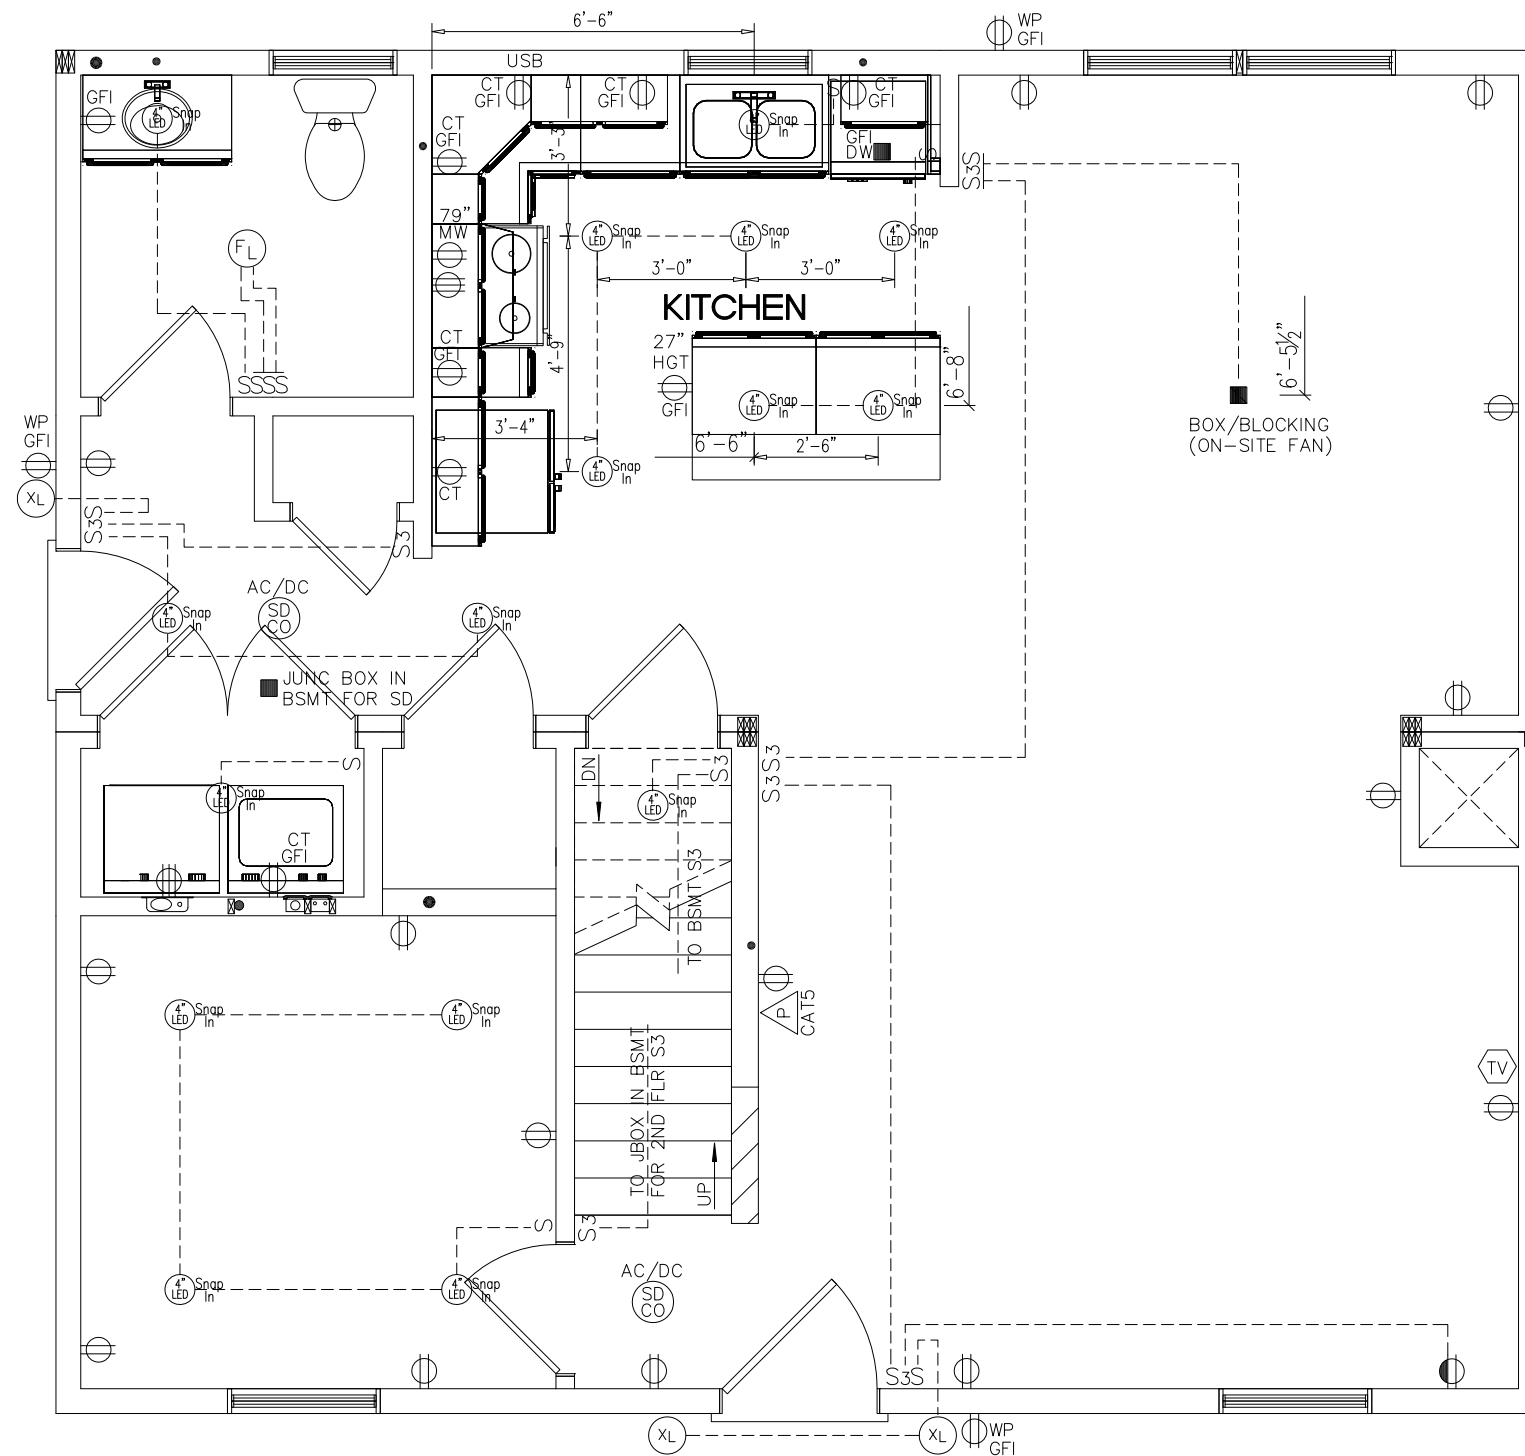 6'-6"
WP
GFI
USB
GFI
4"
LED
Snap
In
CT
GFI
CT
GFI
4"
LED
Snap
In
S
CT
GFI
CT
GFI
3'-3"
GFI
DW
S
S3S
79"
MW
FL
4"
LED
Snap
In
4"
LED
Snap
In
4"
LED
Snap
In
3'-0"
3'-0"
KITCHEN
CT
GFI
4'-9"
27"
HGT
GFI
6'-8"
6'-5½"
SSSS
4"
LED
Snap
In
4"
LED
Snap
In
BOX/BLOCKING
(ON-SITE FAN)
WP
GFI
3'-4"
6'-6"
2'-6"
XL
CT
4"
LED
Snap
In
S3S
S3
AC/DC
SD
CO
4"
LED
Snap
In
4"
LED
Snap
In
JUNC BOX IN
BSMT FOR SD
S
DN
S3
S3
S3
4"
LED
Snap
In
4"
LED
Snap
In
CT
GFI
TO BSMT S3
4"
LED
Snap
In
4"
LED
Snap
In
P
CAT5
TV
TO JBOX IN BSMT
FOR 2ND FLR S3
UP
S
S3
4"
LED
Snap
In
4"
LED
Snap
In
AC/DC
SD
CO
S3S
XL
XL
WP
GFI